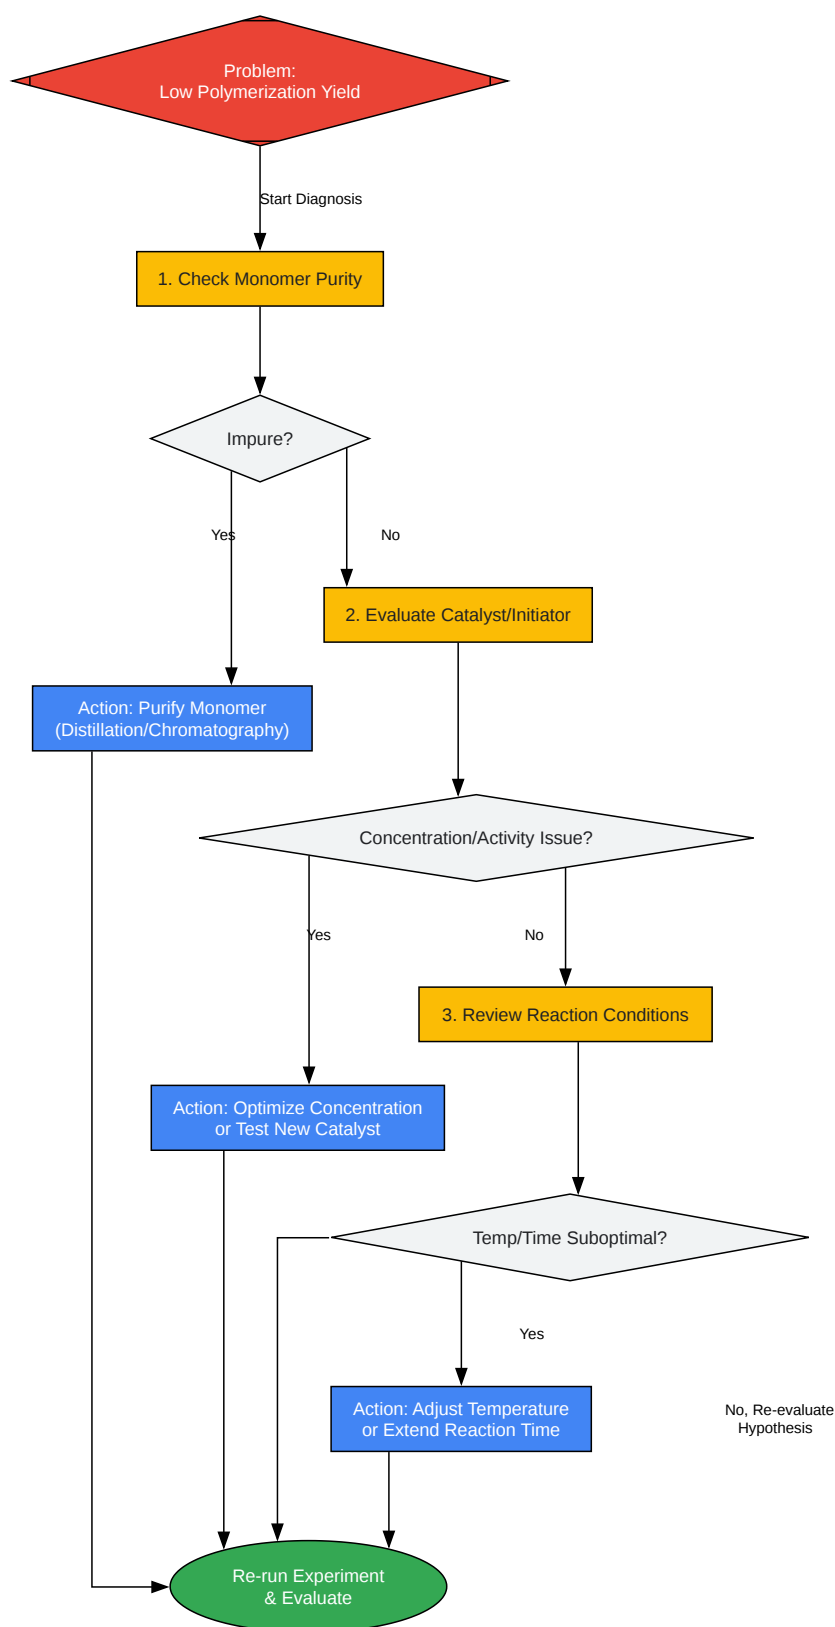 Problem:
Low Polymerization Yield
Start Diagnosis
1. Check Monomer Purity
Impure?
Yes
No
2. Evaluate Catalyst/Initiator
Action: Purify Monomer
(Distillation/Chromatography)
Concentration/Activity Issue?
Yes
No
3. Review Reaction Conditions
Action: Optimize Concentration
or Test New Catalyst
Temp/Time Suboptimal?
Yes
Action: Adjust Temperature
or Extend Reaction Time
No, Re-evaluate
Hypothesis
Re-run Experiment
& Evaluate